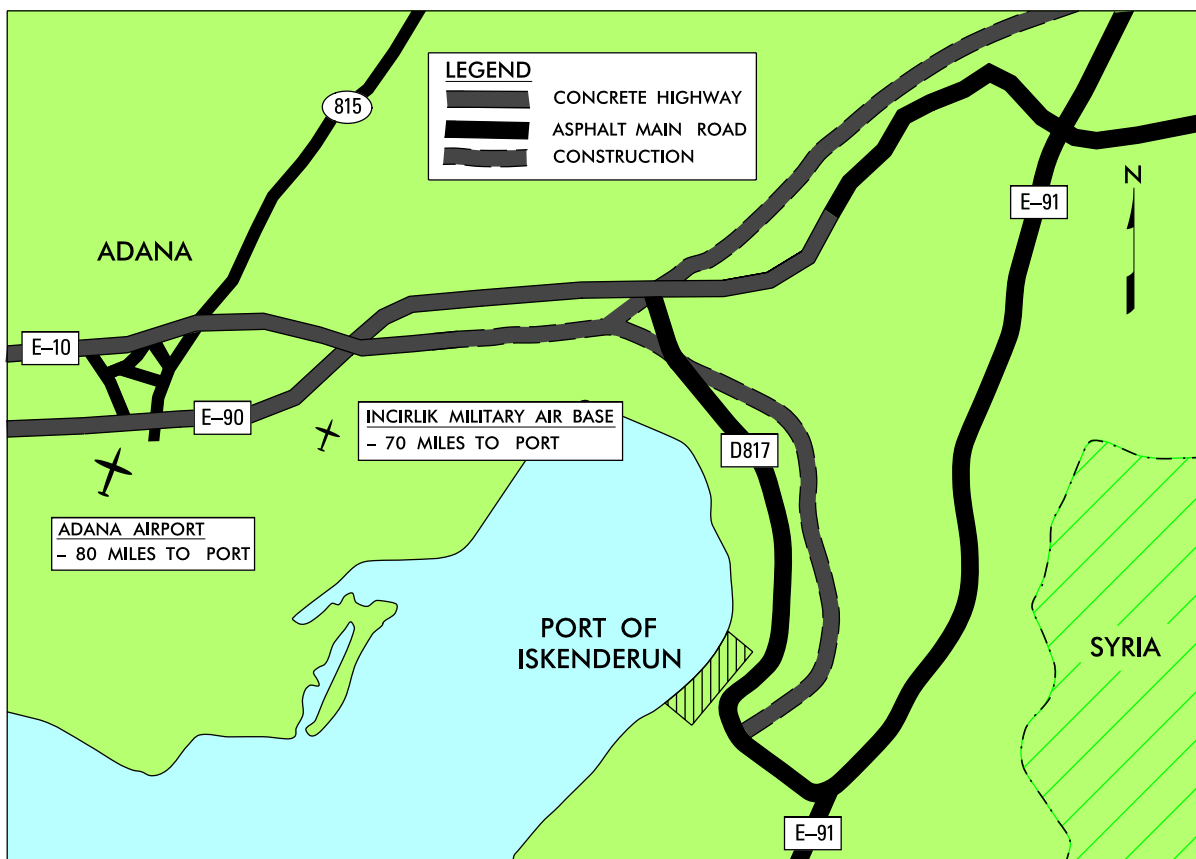 LEGEND
CONCRETE HIGHWAY
ASPHALT MAIN ROAD
CONSTRUCTION
815
N
E–91
ADANA
E–10
E–90
INCIRLIK MILITARY AIR BASE
– 70 MILES TO PORT
D817
ADANA AIRPORT
– 80 MILES TO PORT
PORT OF
ISKENDERUN
SYRIA
E–91